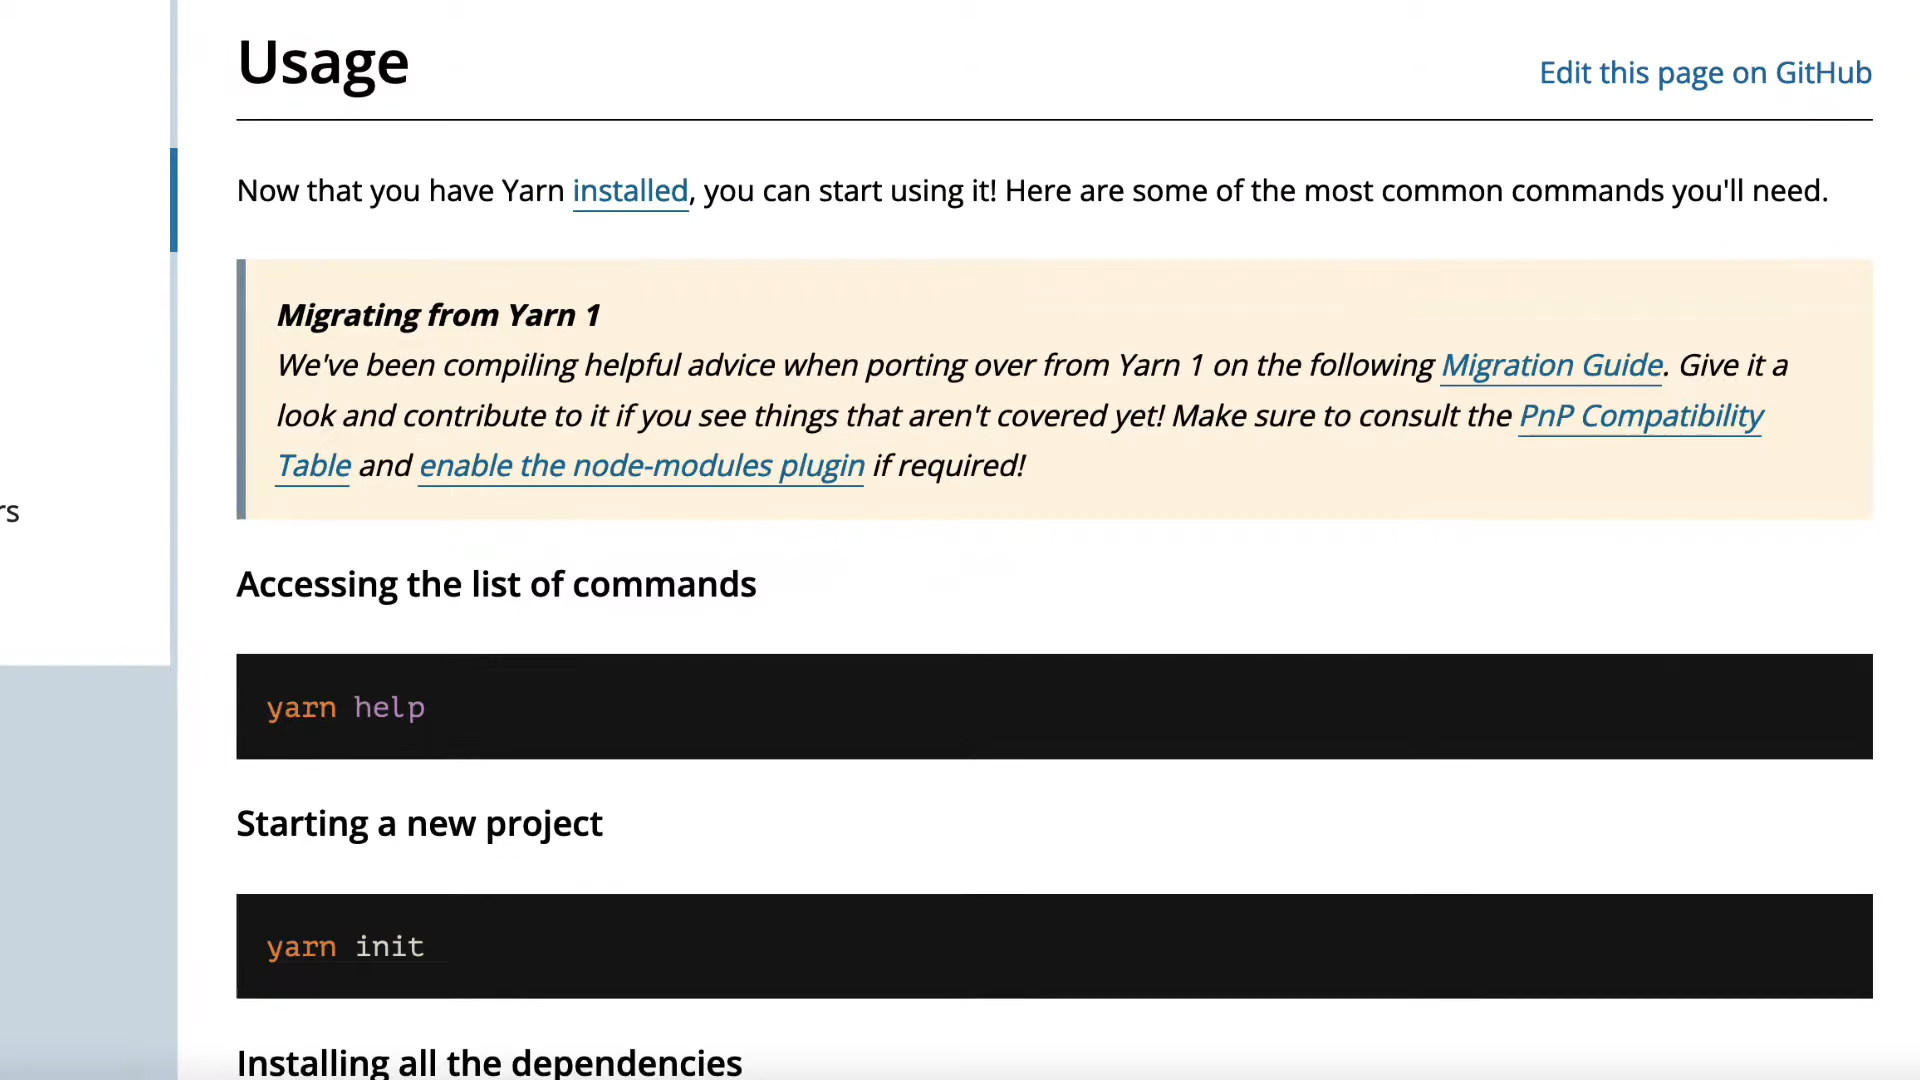 Usage
Edit this page on GitHub
Now that you have Yarn installed, you can start using it! Here are some of the most common commands you'll need.
Migrating from Yarn 1
We've been compiling helpful advice when porting over from Yarn 1 on the following Migration Guide. Give it a
look and contribute to it if you see things that aren't covered yet! Make sure to consult the PnP Compatibility
Table and enable the node-modules plugin if required!
rs
Accessing the list of commands
yarn help
Starting a new project
yarn init
Installing all the dependencies